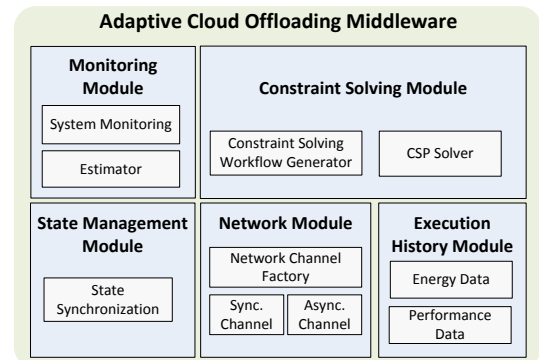 Adaptive Cloud Offloading Middleware
Monitoring
Module
System Monitoring
Estimator
Constraint Solving Module
Constraint Solving
Workflow Generator
CSP Solver
State Management
Module
State
Synchronization
Network Module
Network Channel
Factory
Sync.
Channel
Async.
Channel
Execution
History Module
Energy Data
Performance
Data